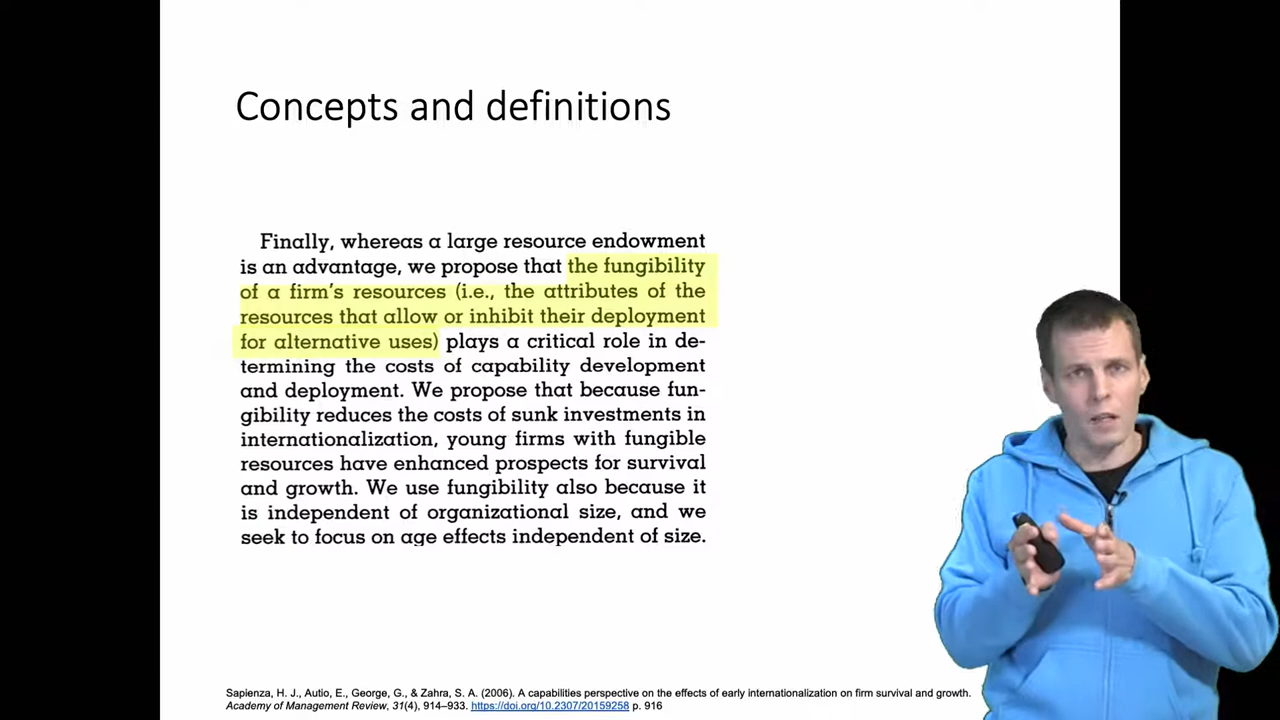 Concepts and definitions
Finally, whereas a large resource endowment
is an advantage, we propose that the fungibility
of a firm's resources (i.e., the attributes of the
resources that allow or inhibit their deployment
for alternative uses) plays a critical role in de-
termining the costs of capability development
and deployment. We propose that because fun-
gibility reduces the costs of sunk investments in
internationalization, young firms with fungible
resources have enhanced prospects for survival
and growth. We use fungibility also because it
is independent of organizational size, and we
seek to focus on age effects independent of size.
Sapienza, H. J., Autio, E., George, G., & Zahra, S. A. (2006). A capabilities perspective on the effects of early internationalization on firm survival and growth.
Academy of Management Review, 31(4), 914–933. https://doi.org/10.2307/20159258 p. 916